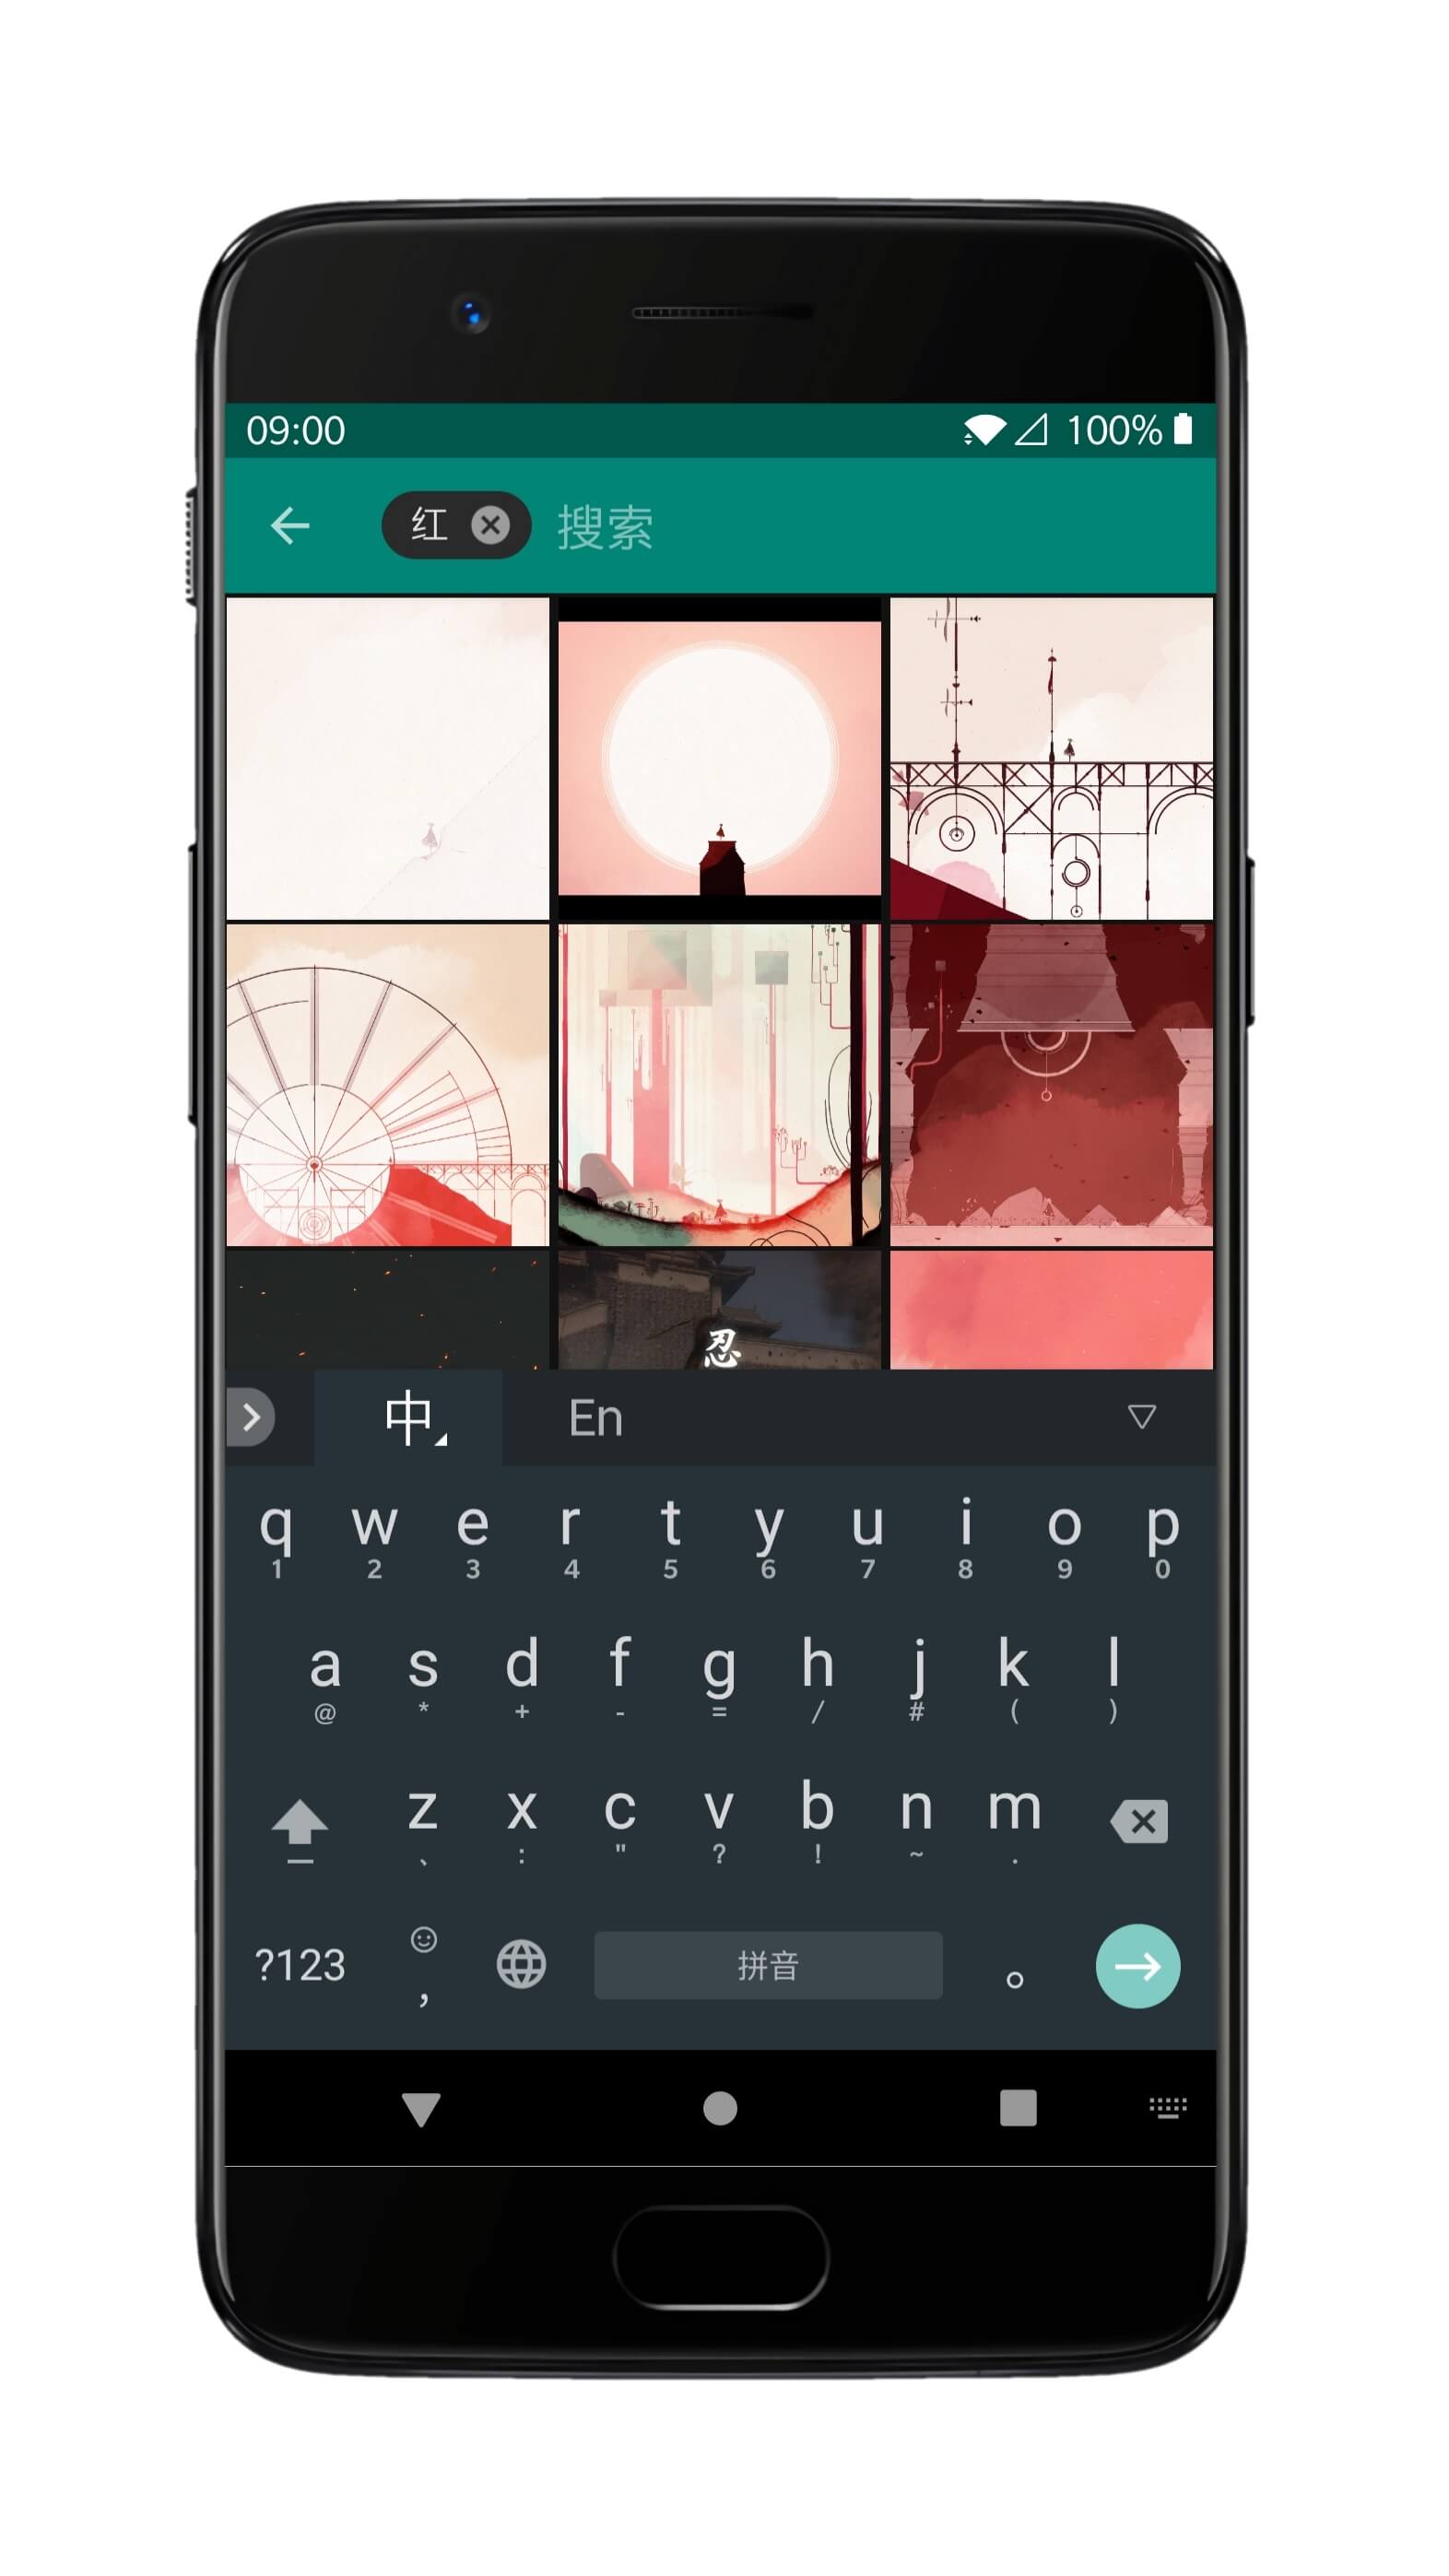 09:00 100%
红 搜索
忍
中 En
q w e r t y u i o p
1 2 3 4 5 6 7 8 9 0
a s d f g h j k l
@ * + - = / # ( )
z x c v b n m
、 : " ? ! ~ .
?123 , 拼音 。